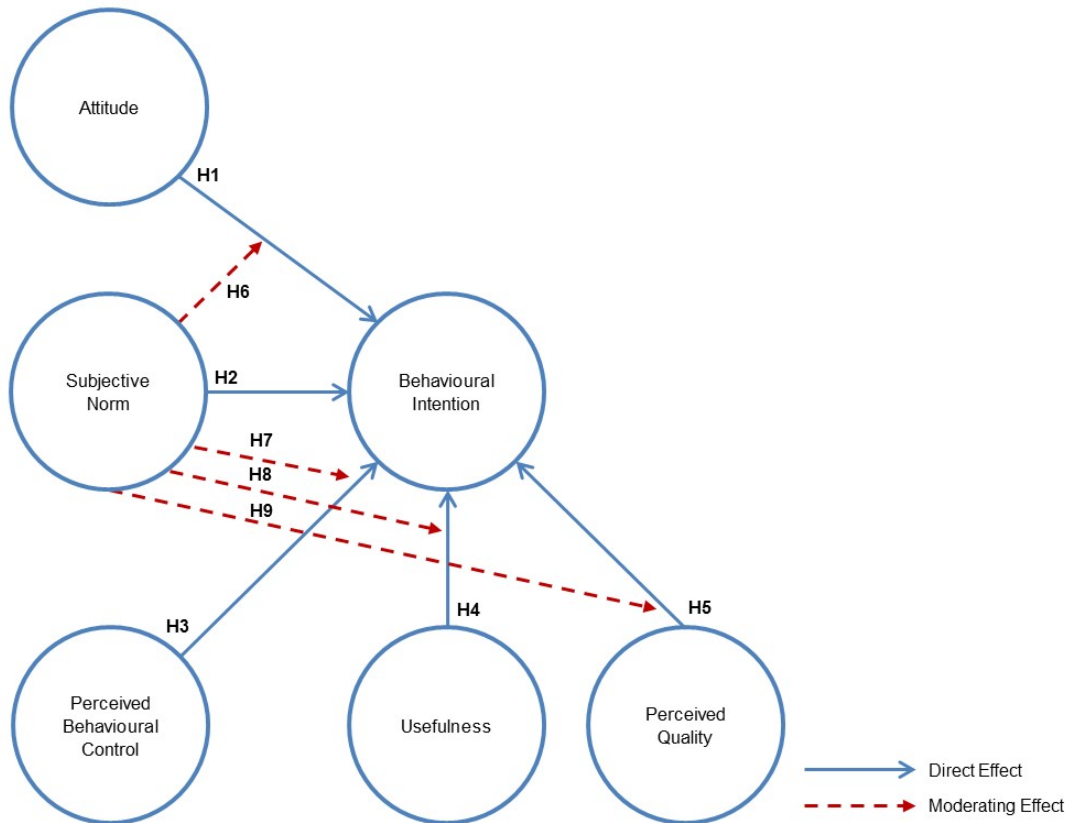 Attitude
H1
H6
Subjective
Norm
H2
Behavioural
Intention
H7
H8
H9
H3
H4
H5
Perceived
Behavioural
Control
Usefulness
Perceived
Quality
Direct Effect
Moderating Effect